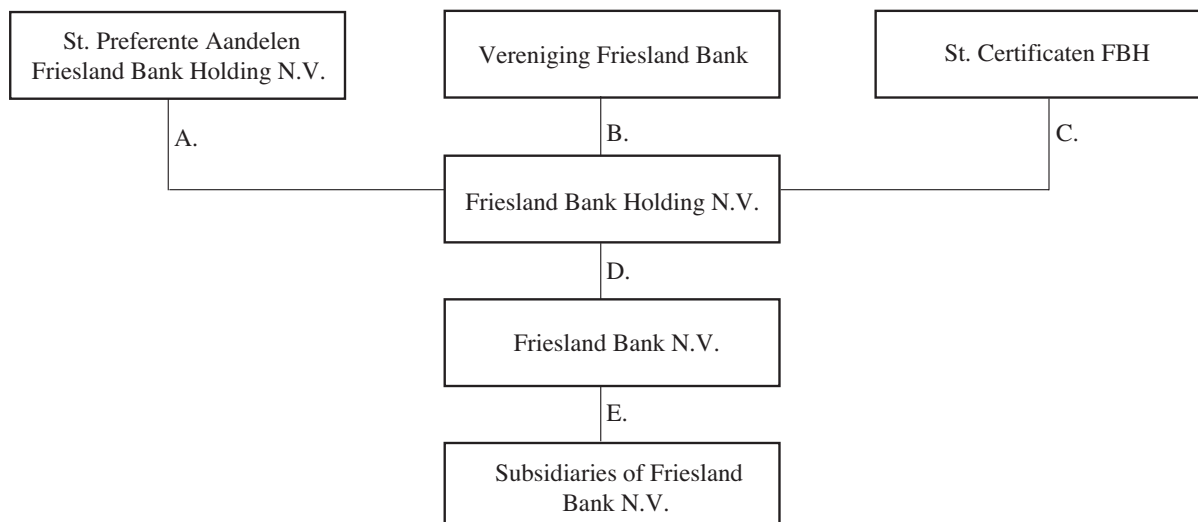 St. Preferente Aandelen
Friesland Bank Holding N.V.
Vereniging Friesland Bank
St. Certificaten FBH
A.
B.
C.
Friesland Bank Holding N.V.
D.
Friesland Bank N.V.
E.
Subsidiaries of Friesland
Bank N.V.